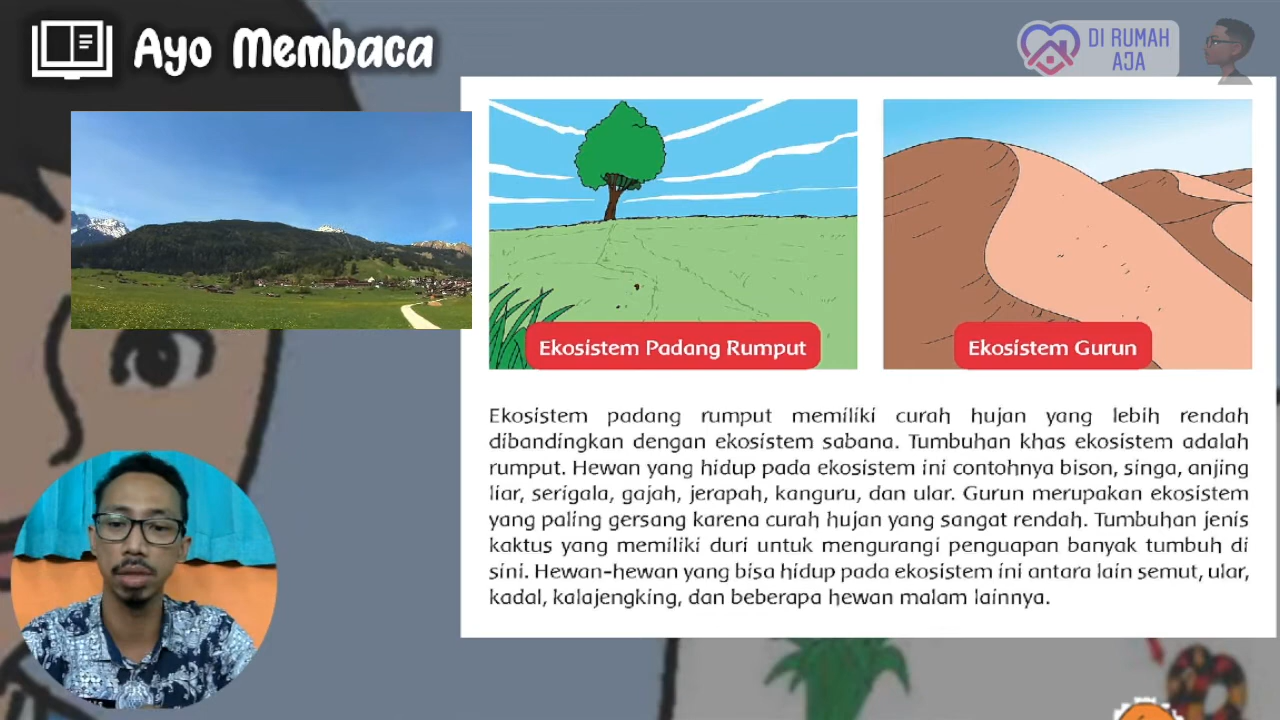 Ayo Membaca
DI RUMAH
AJA
Ekosistem Padang Rumput
Ekosistem Gurun
Ekosistem padang rumput memiliki curah hujan yang lebih rendah
dibandingkan dengan ekosistem sabana. Tumbuhan khas ekosistem adalah
rumput. Hewan yang hidup pada ekosistem ini contohnya bison, singa, anjing
liar, serigala, gajah, jerapah, kanguru, dan ular. Gurun merupakan ekosistem
yang paling gersang karena curah hujan yang sangat rendah. Tumbuhan jenis
kaktus yang memiliki duri untuk mengurangi penguapan banyak tumbuh di
sini. Hewan-hewan yang bisa hidup pada ekosistem ini antara lain semut, ular,
kadal, kalajengking, dan beberapa hewan malam lainnya.